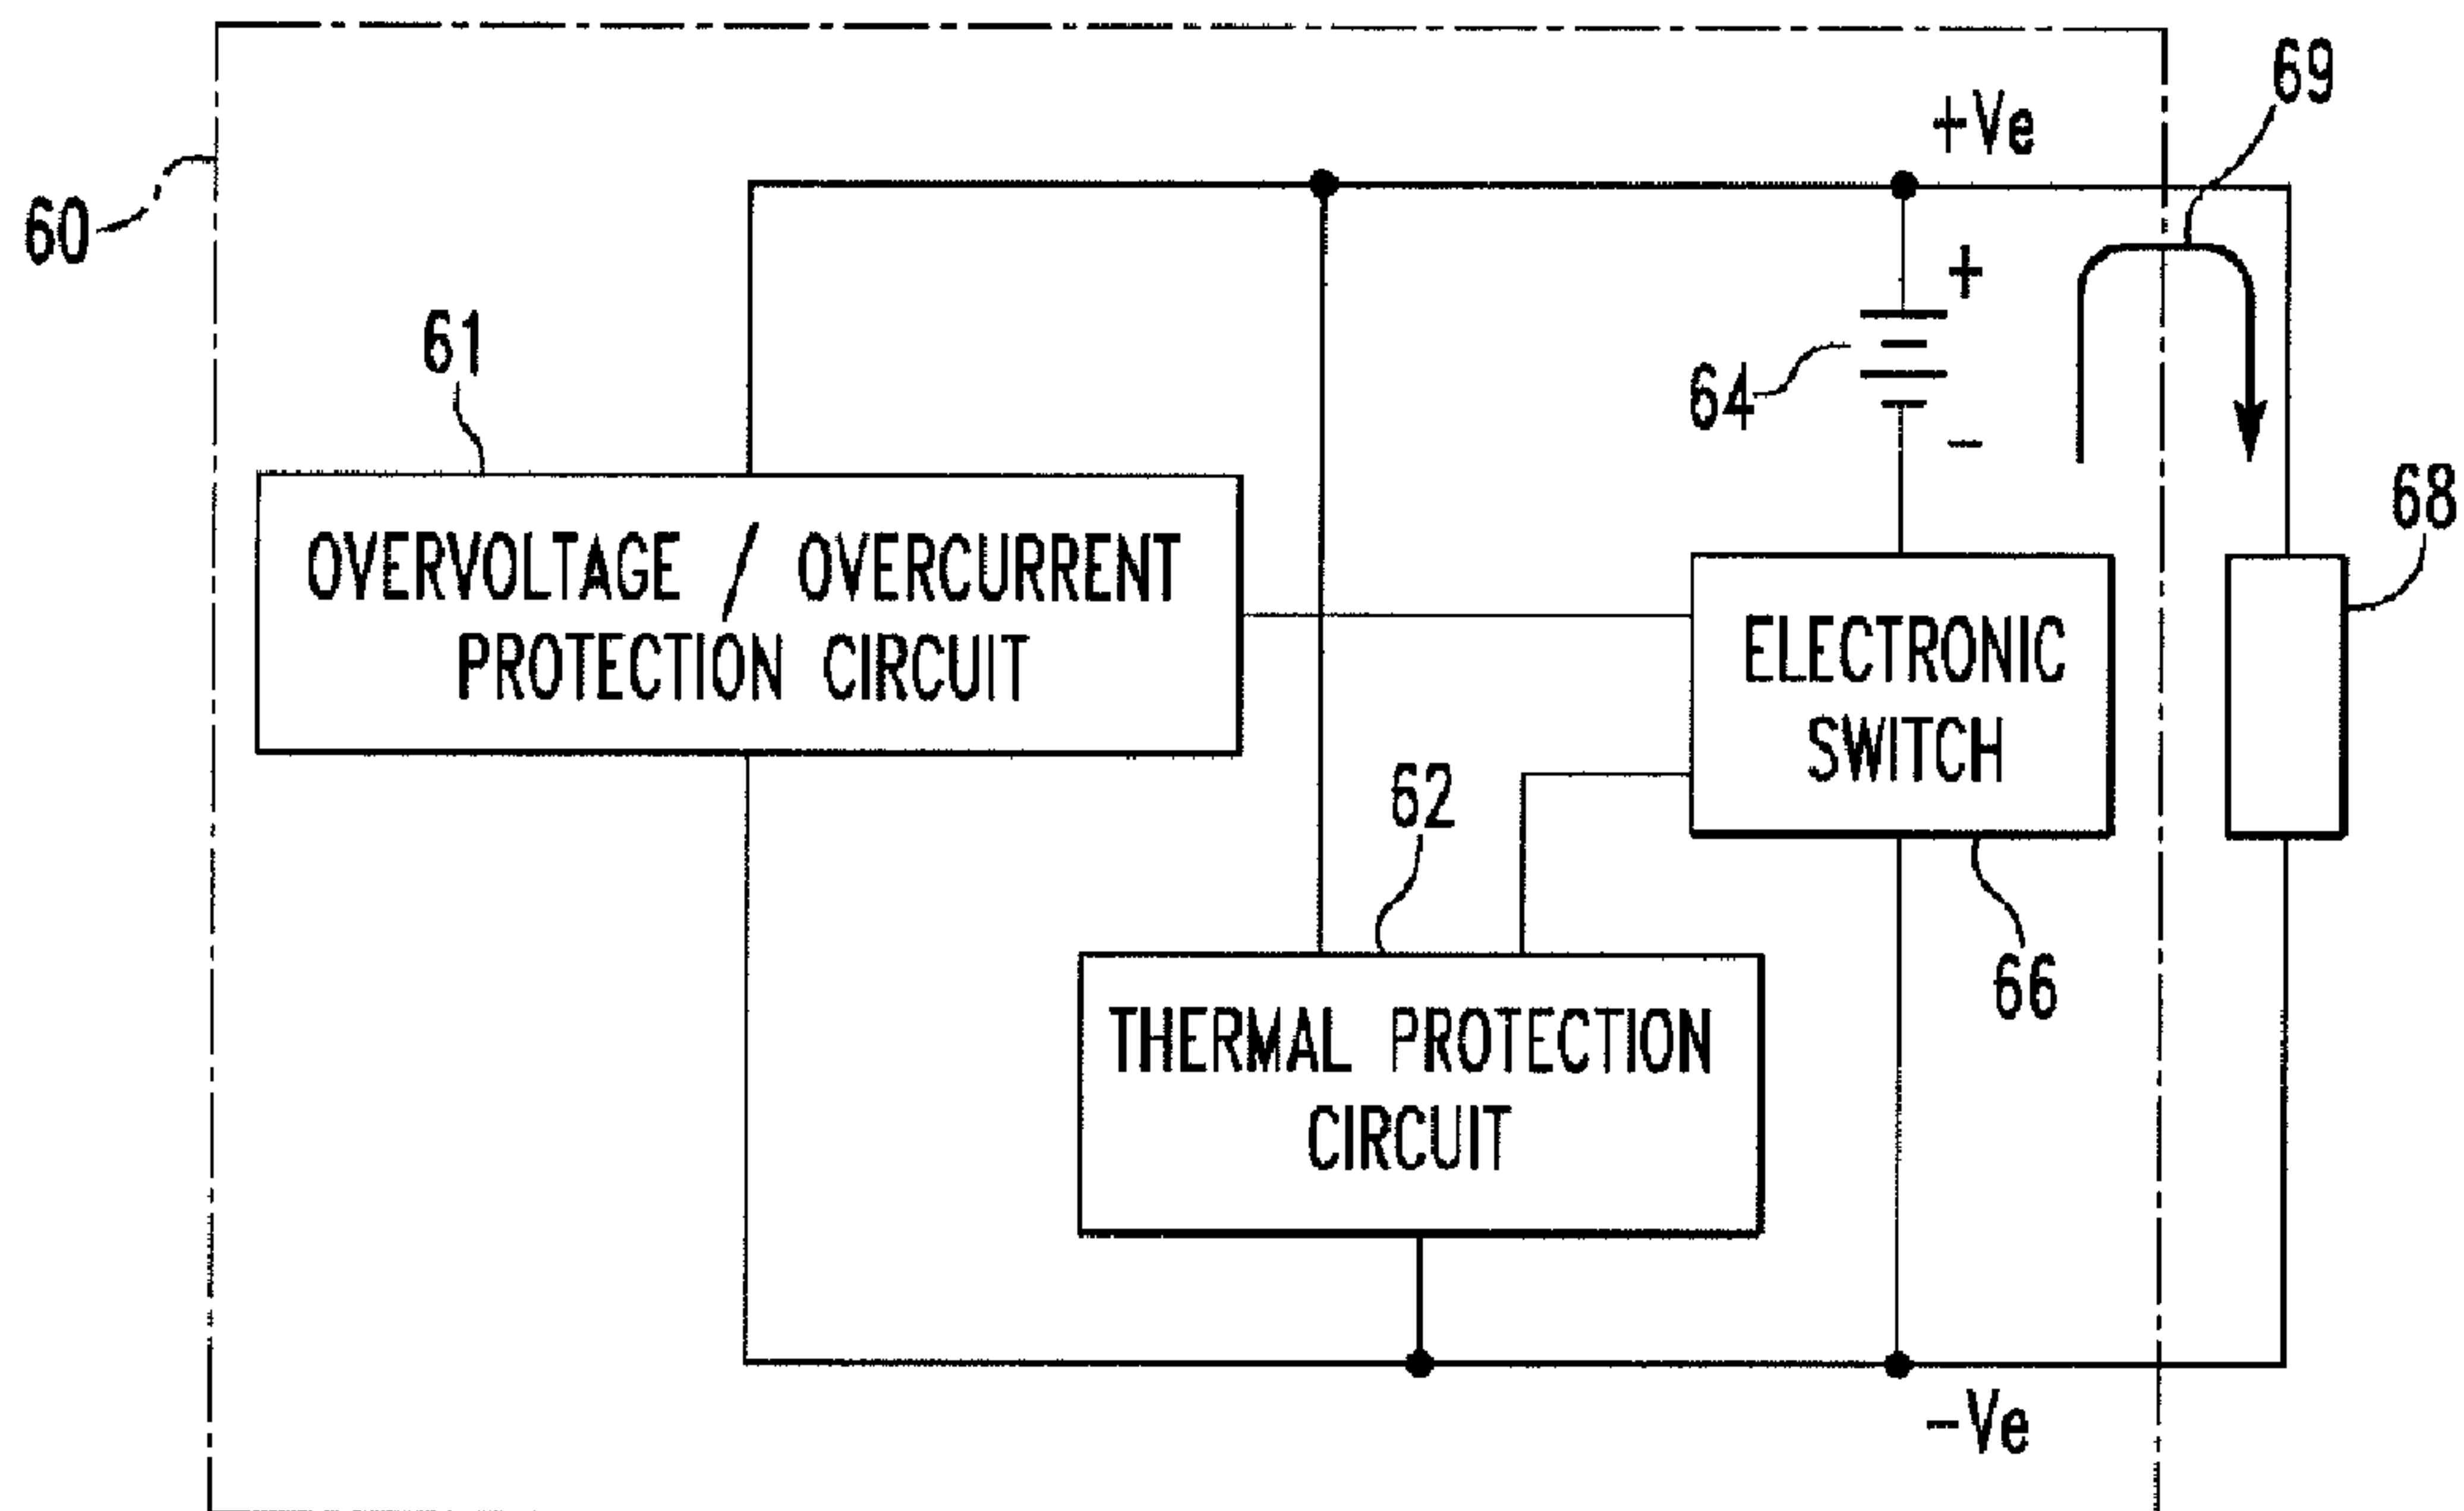 69
+Ve
60
+
61
64
-
68
OVERVOLTAGE / OVERCURRENT
PROTECTION CIRCUIT
ELECTRONIC
SWITCH
62
66
THERMAL PROTECTION
CIRCUIT
-Ve